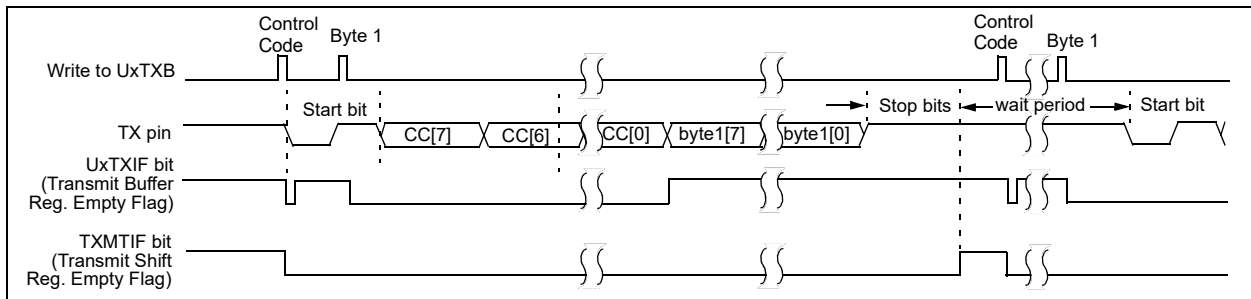 Control
Code
Byte 1
Control
Code
Byte 1
Write to UxTXB
Start bit
Stop bits
wait period
Start bit
TX pin
CC[7]
CC[6]
CC[0]
byte1[7]
byte1[0]
UxTXIF bit
(Transmit Buffer
Reg. Empty Flag)
TXMTIF bit
(Transmit Shift
Reg. Empty Flag)